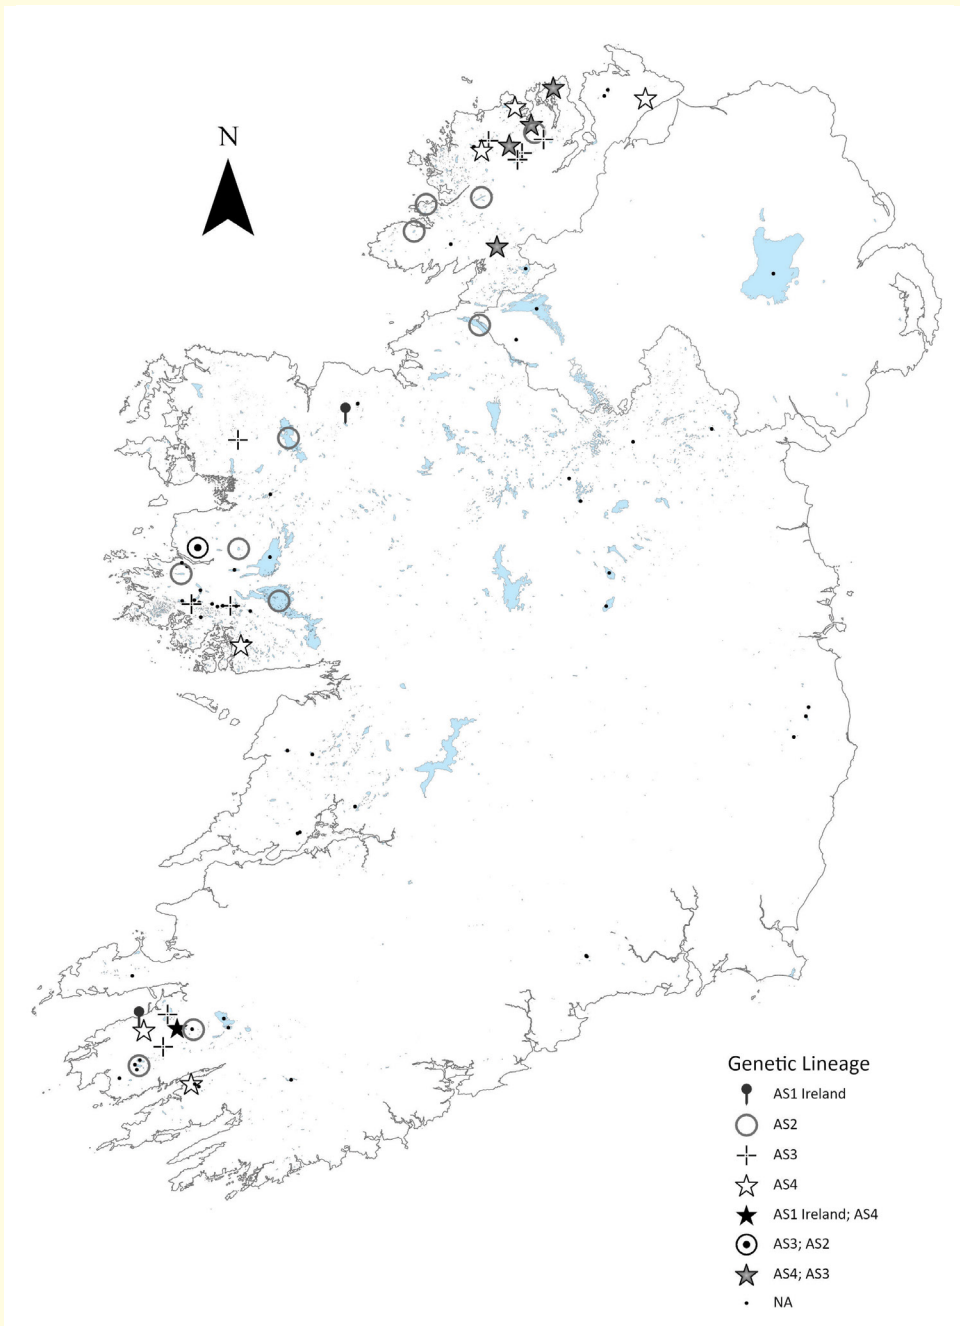 N
Genetic Lineage
AS1 Ireland
AS2
AS3
AS4
AS1 Ireland; AS4
AS3; AS2
AS4; AS3
NA